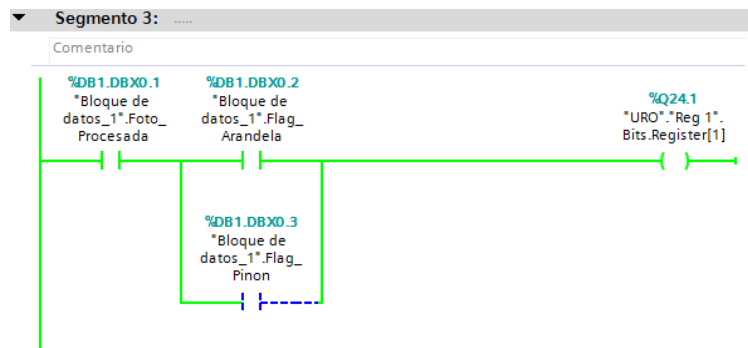 Segmento 3: .....
Comentario
%DB1.DBX0.1
"Bloque de
datos_1".Foto_
Procesada
%DB1.DBX0.2
"Bloque de
datos_1".Flag_
Arandela
%Q24.1
"URO"."Reg 1".
Bits.Register[1]
%DB1.DBX0.3
"Bloque de
datos_1".Flag_
Pinon